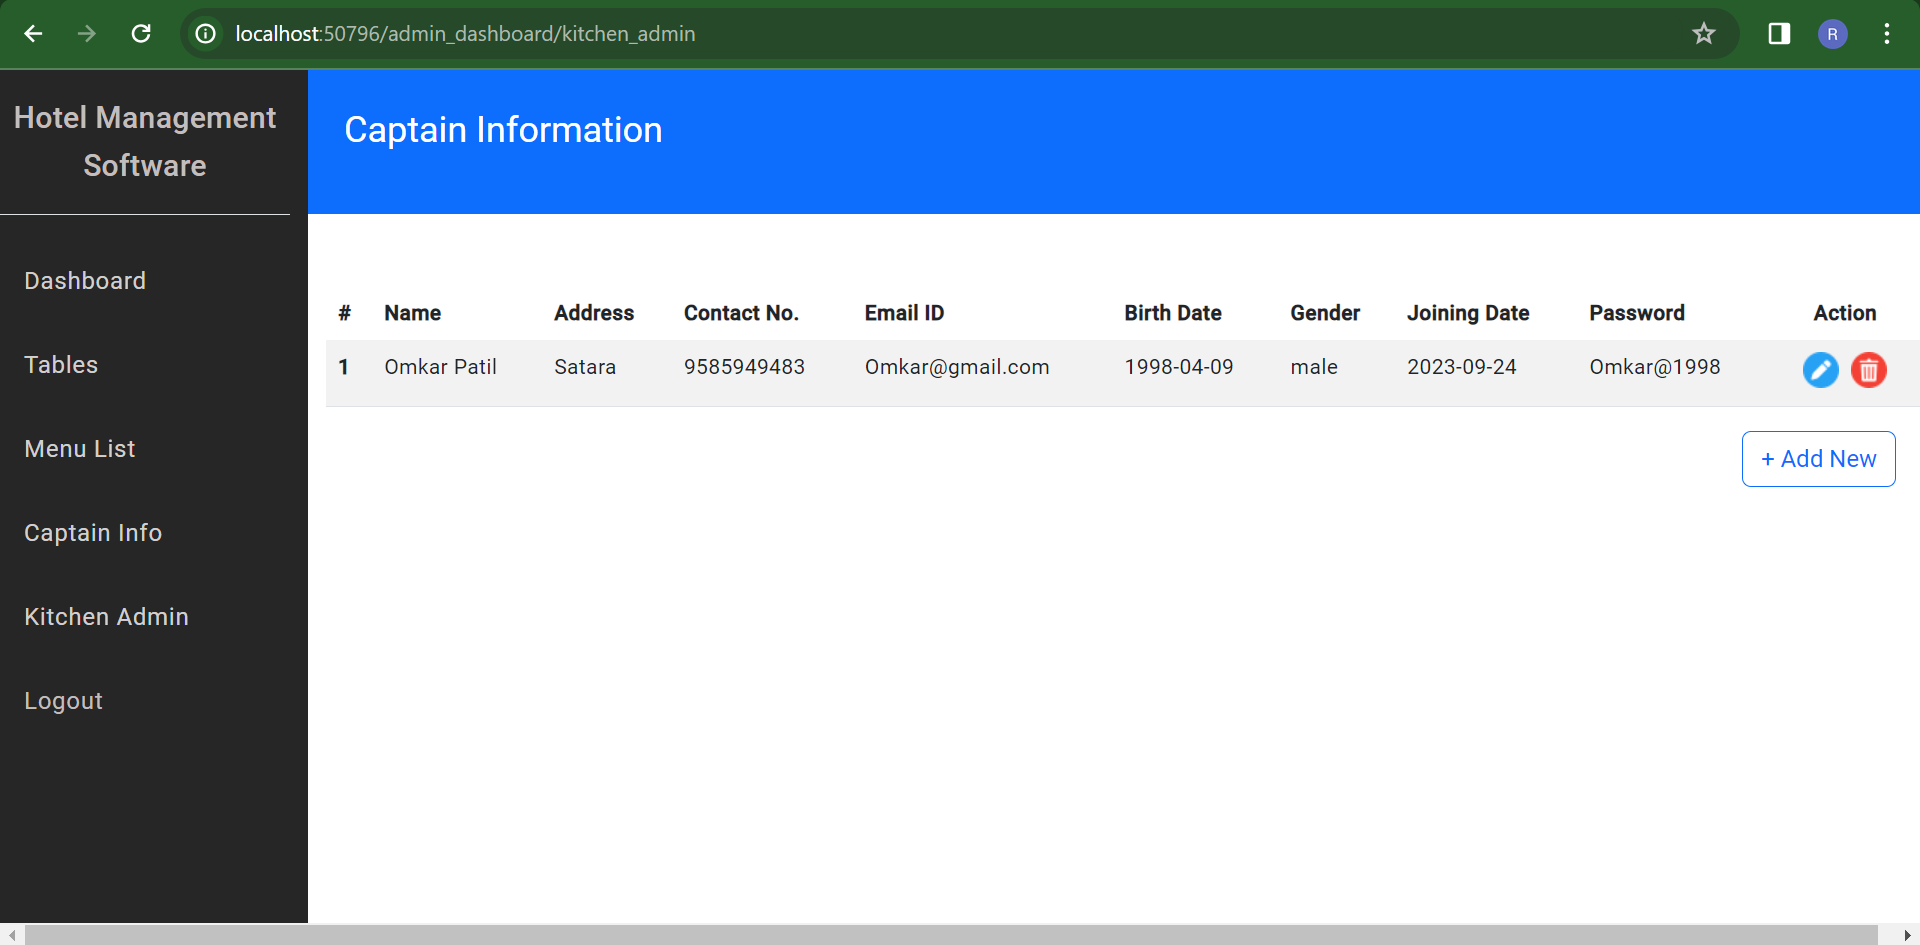 localhost:50796/admin_dashboard/kitchen_admin
R
Hotel Management
Software
Dashboard
Tables
Menu List
Captain Info
Kitchen Admin
Logout
Captain Information
# Name Address Contact No. Email ID Birth Date Gender Joining Date Password Action
1 Omkar Patil Satara 9585949483 Omkar@gmail.com 1998-04-09 male 2023-09-24 Omkar@1998
+ Add New